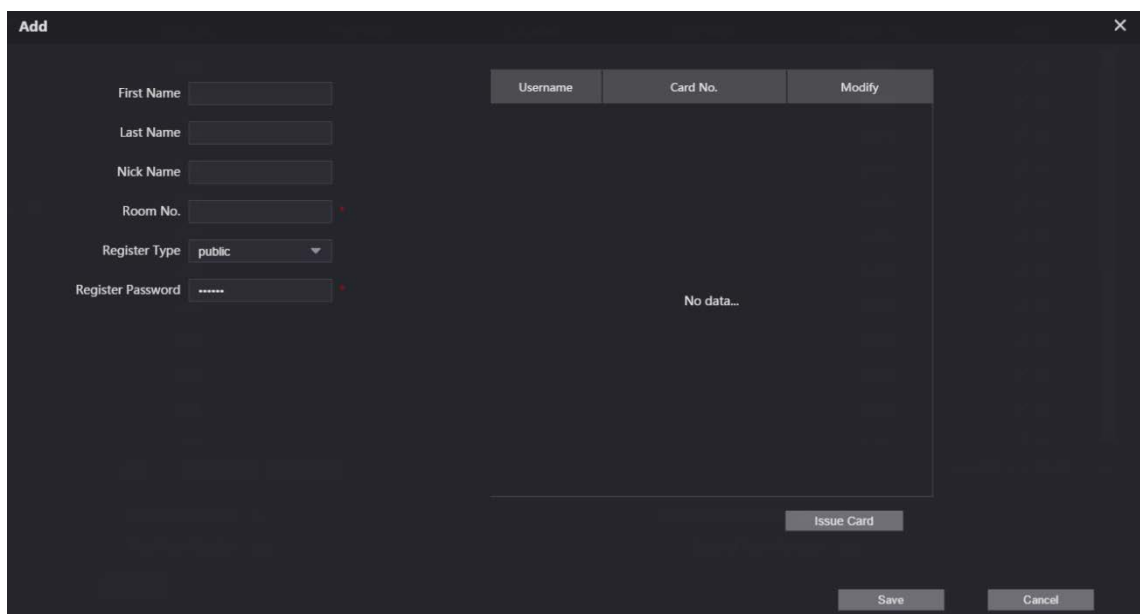 Add
First Name
Last Name
Nick Name
Room No. *
Register Type public
Register Password •••••• *
Username Card No. Modify
No data...
Issue Card
Save Cancel